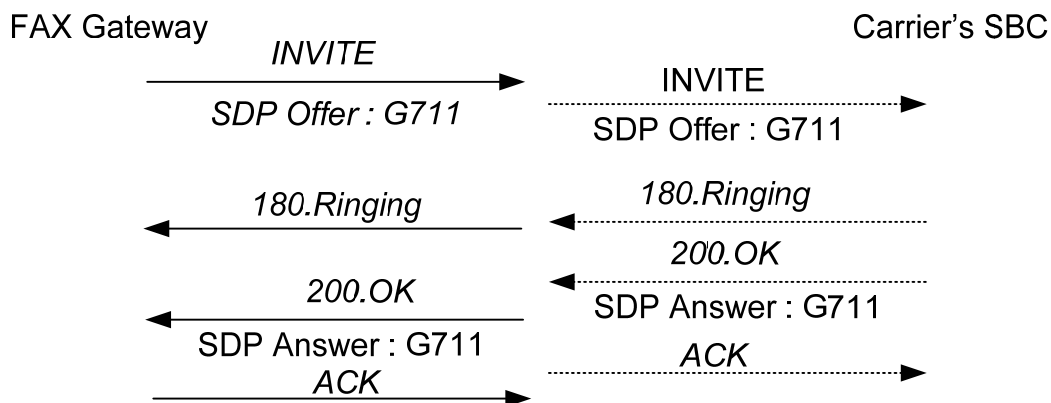 FAX Gateway
Carrier's SBC
INVITE
SDP Offer : G711
INVITE
SDP Offer : G711
180.Ringing
180.Ringing
200.OK
SDP Answer : G711
200.OK
SDP Answer : G711
ACK
ACK